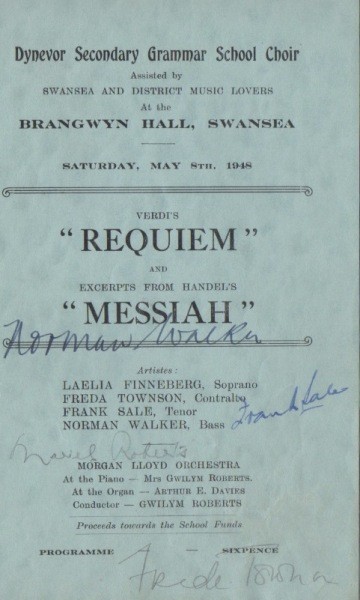 Dynevor Secondary Grammar School Choir
Assisted by
SWANSEA AND DISTRICT MUSIC LOVERS
At the
BRANGWYN HALL, SWANSEA
SATURDAY, MAY 8TH, 1948
VERDI'S
“ REQUIEM ”
AND
EXCERPTS FROM HANDEL'S
“ MESSIAH ”
Norman Walker
Artistes :
LAELIA FINNEBERG, Soprano
FREDA TOWNSON, Contralto
FRANK SALE, Tenor
Frank Sale
NORMAN WALKER, Bass
Roberts
MORGAN LLOYD ORCHESTRA
At the Piano – MRS GWILYM ROBERTS.
At the Organ – ARTHUR E. DAVIES
Conductor – GWILYM ROBERTS
Proceeds towards the School Funds
PROGRAMME – SIXPENCE
Freda Townson